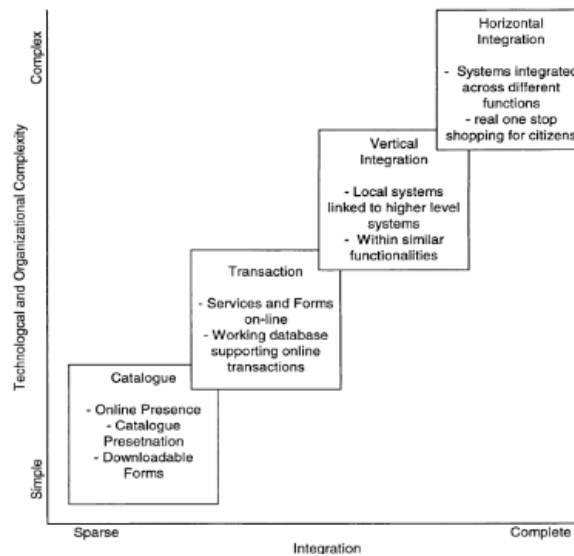 Horizontal
Integration
- Systems integrated
across different
functions
- real one stop
shopping for citizens
Vertical
Integration
- Local systems
linked to higher level
systems
- Within similar
functionalities
Transaction
- Services and Forms
on-line
- Working database
supporting online
transactions
Catalogue
- Online Presence
- Catalogue
Presetnation
- Downloadable
Forms
Technologcal and Organizational Complexity
Complex
Simple
Sparse
Complete
Integration